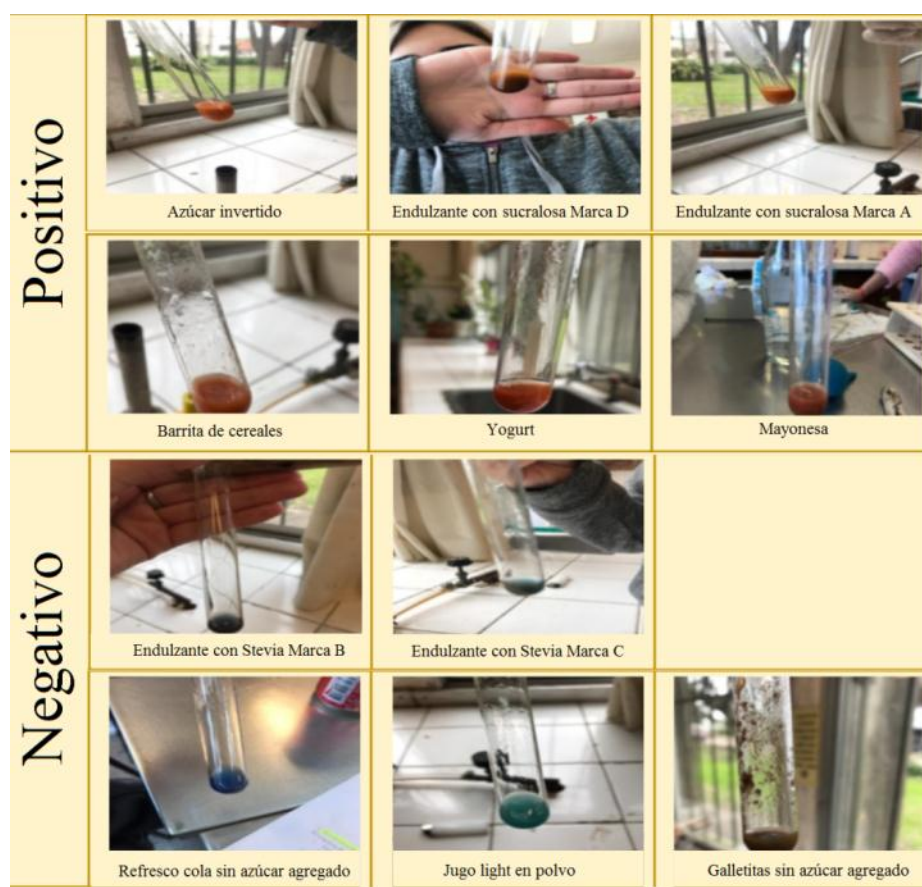 Positivo
Azúcar invertido
Endulzante con sucralosa Marca D
Endulzante con sucralosa Marca A
Barrita de cereales
Yogurt
Mayonesa
Negativo
Endulzante con Stevia Marca B
Endulzante con Stevia Marca C
Refresco cola sin azúcar agregado
Jugo light en polvo
Galletitas sin azúcar agregado